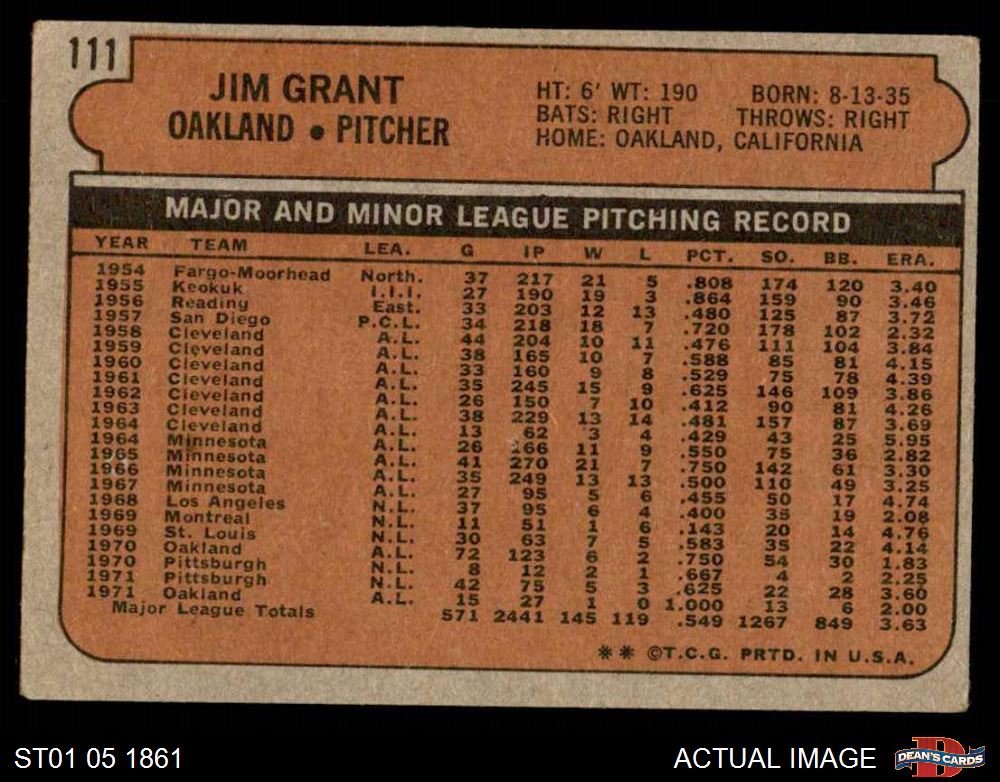 111
JIM GRANT
OAKLAND • PITCHER
HT: 6' WT: 190 BORN: 8-13-35
BATS: RIGHT THROWS: RIGHT
HOME: OAKLAND, CALIFORNIA
MAJOR AND MINOR LEAGUE PITCHING RECORD
YEAR TEAM LEA. G IP W L PCT. SO. BB. ERA.
1954 Fargo-Moorhead North. 37 217 21 5 .808 174 120 3.40
1955 Keokuk I.I.I. 27 190 19 3 .864 159 90 3.46
1956 Reading East. 33 203 12 13 .480 125 87 3.72
1957 San Diego P.C.L. 34 218 18 7 .720 178 102 2.32
1958 Cleveland A.L. 44 204 10 11 .476 111 104 3.84
1959 Cleveland A.L. 38 165 10 7 .588 85 81 4.15
1960 Cleveland A.L. 33 160 9 8 .529 75 78 4.39
1961 Cleveland A.L. 35 245 15 9 .625 146 109 3.86
1962 Cleveland A.L. 26 150 7 10 .412 90 81 4.26
1963 Cleveland A.L. 38 229 13 14 .481 157 87 3.69
1964 Cleveland A.L. 13 62 3 4 .429 43 25 5.95
1964 Minnesota A.L. 26 166 11 9 .550 75 36 2.82
1965 Minnesota A.L. 41 270 21 7 .750 142 61 3.30
1966 Minnesota A.L. 35 249 13 13 .500 110 49 3.25
1967 Minnesota A.L. 27 95 5 6 .455 50 17 4.74
1968 Los Angeles N.L. 37 95 6 4 .400 35 19 2.08
1969 Montreal N.L. 11 51 1 6 .143 20 14 4.76
1969 St. Louis N.L. 30 63 7 5 .583 35 22 4.14
1970 Oakland A.L. 72 123 6 2 .750 54 30 1.83
1970 Pittsburgh N.L. 8 12 2 1 .667 4 2 2.25
1971 Pittsburgh N.L. 42 75 5 3 .625 22 28 3.60
1971 Oakland A.L. 15 27 1 0 1.000 13 6 2.00
Major League Totals 571 2441 145 119 .549 1267 849 3.63
** ©T.C.G. PRTD. IN U.S.A.
ST01 05 1861
ACTUAL IMAGE
D
DEAN'S CARDS